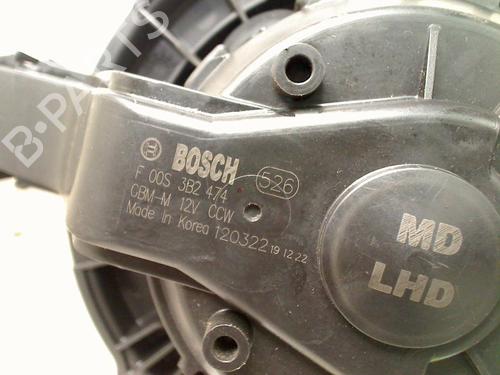 BOSCH
526
F 00S 3B2 474
CBM-M 12V CCW
Made In Korea 120322 19 12 22
MD
LHD
B-PARTS